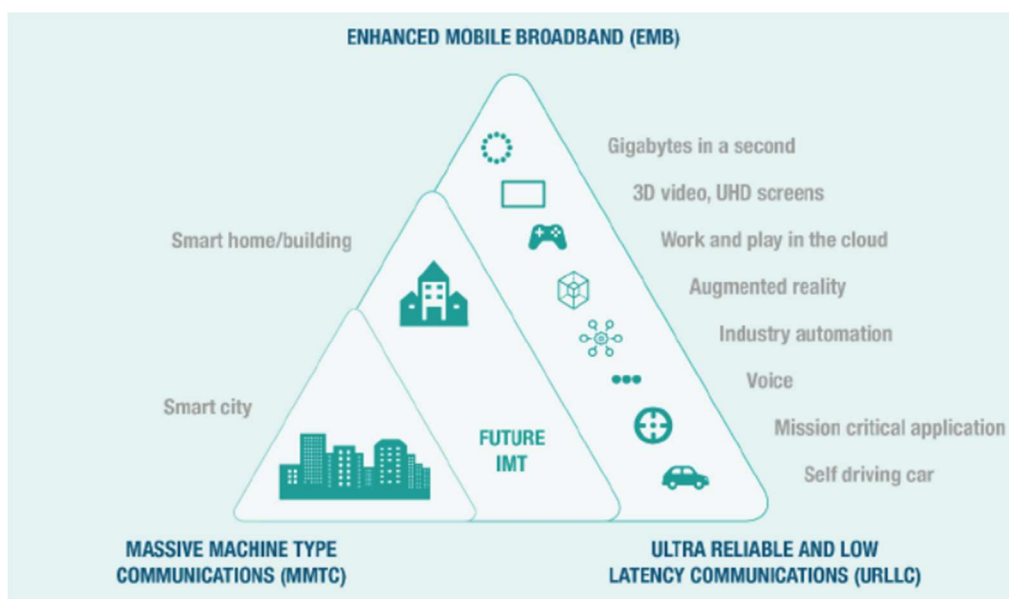 ENHANCED MOBILE BROADBAND (EMB)
Gigabytes in a second
3D video, UHD screens
Smart home/building
Work and play in the cloud
Augmented reality
Industry automation
Voice
Smart city
Mission critical application
FUTURE
IMT
Self driving car
MASSIVE MACHINE TYPE
COMMUNICATIONS (MMTC)
ULTRA RELIABLE AND LOW
LATENCY COMMUNICATIONS (URLLC)